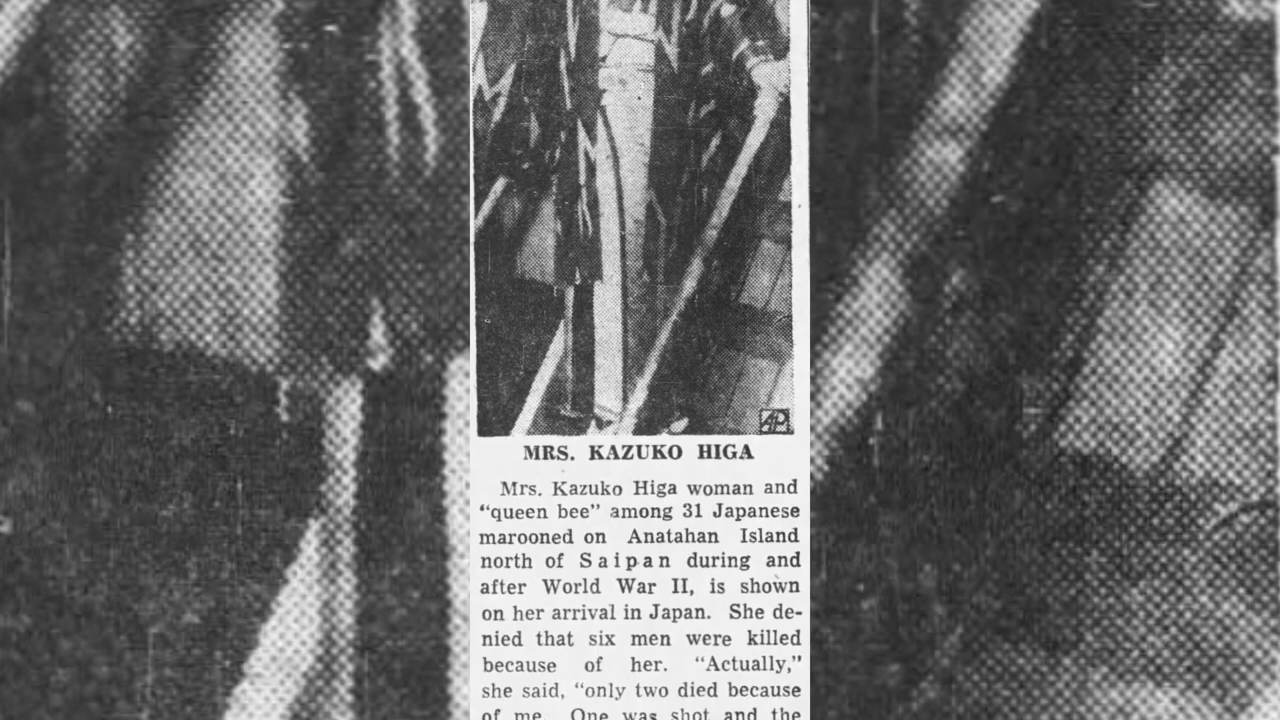 AP
MRS. KAZUKO HIGA
Mrs. Kazuko Higa woman and
“queen bee” among 31 Japanese
marooned on Anatahan Island
north of Saipan during and
after World War II, is shown
on her arrival in Japan. She de-
nied that six men were killed
because of her. “Actually,”
she said, “only two died because
of me. One was shot and the